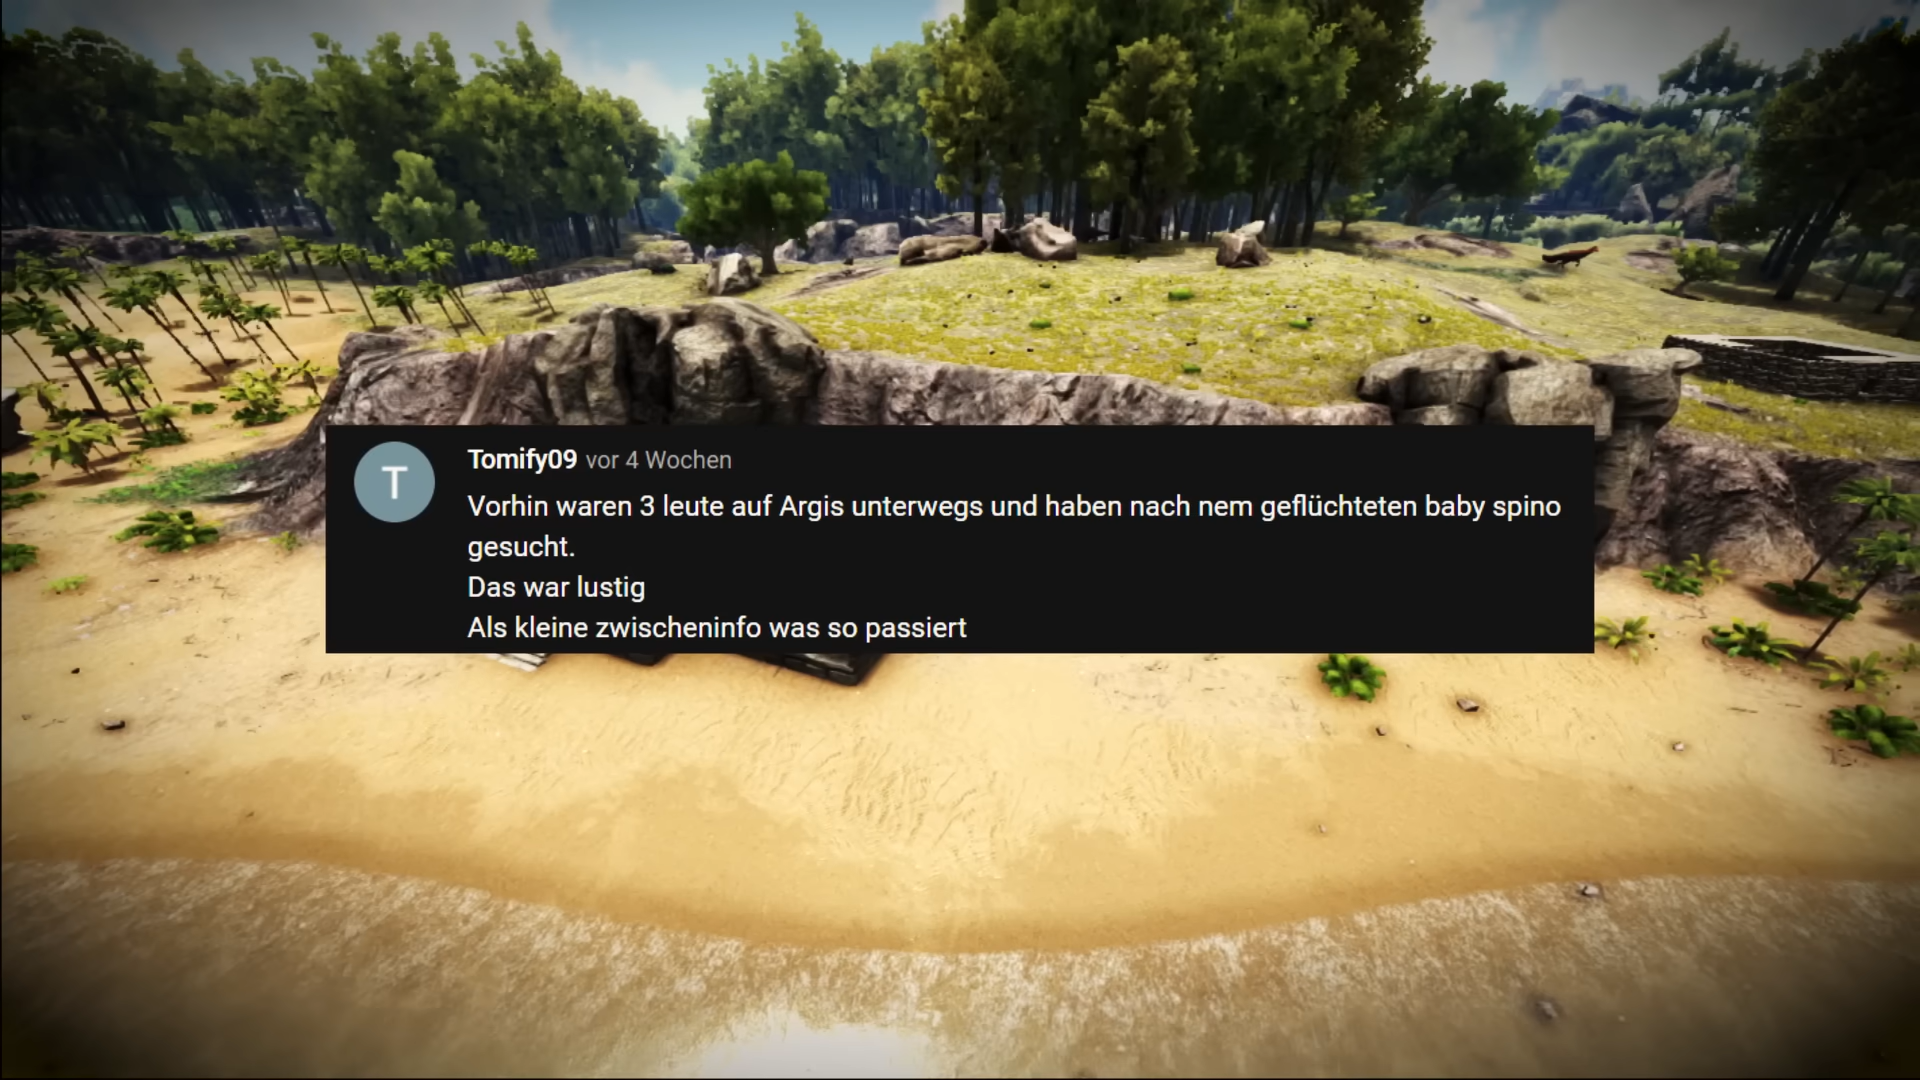 T
Tomify09 vor 4 Wochen
Vorhin waren 3 leute auf Argis unterwegs und haben nach nem geflüchteten baby spino
gesucht.
Das war lustig
Als kleine zwischeninfo was so passiert